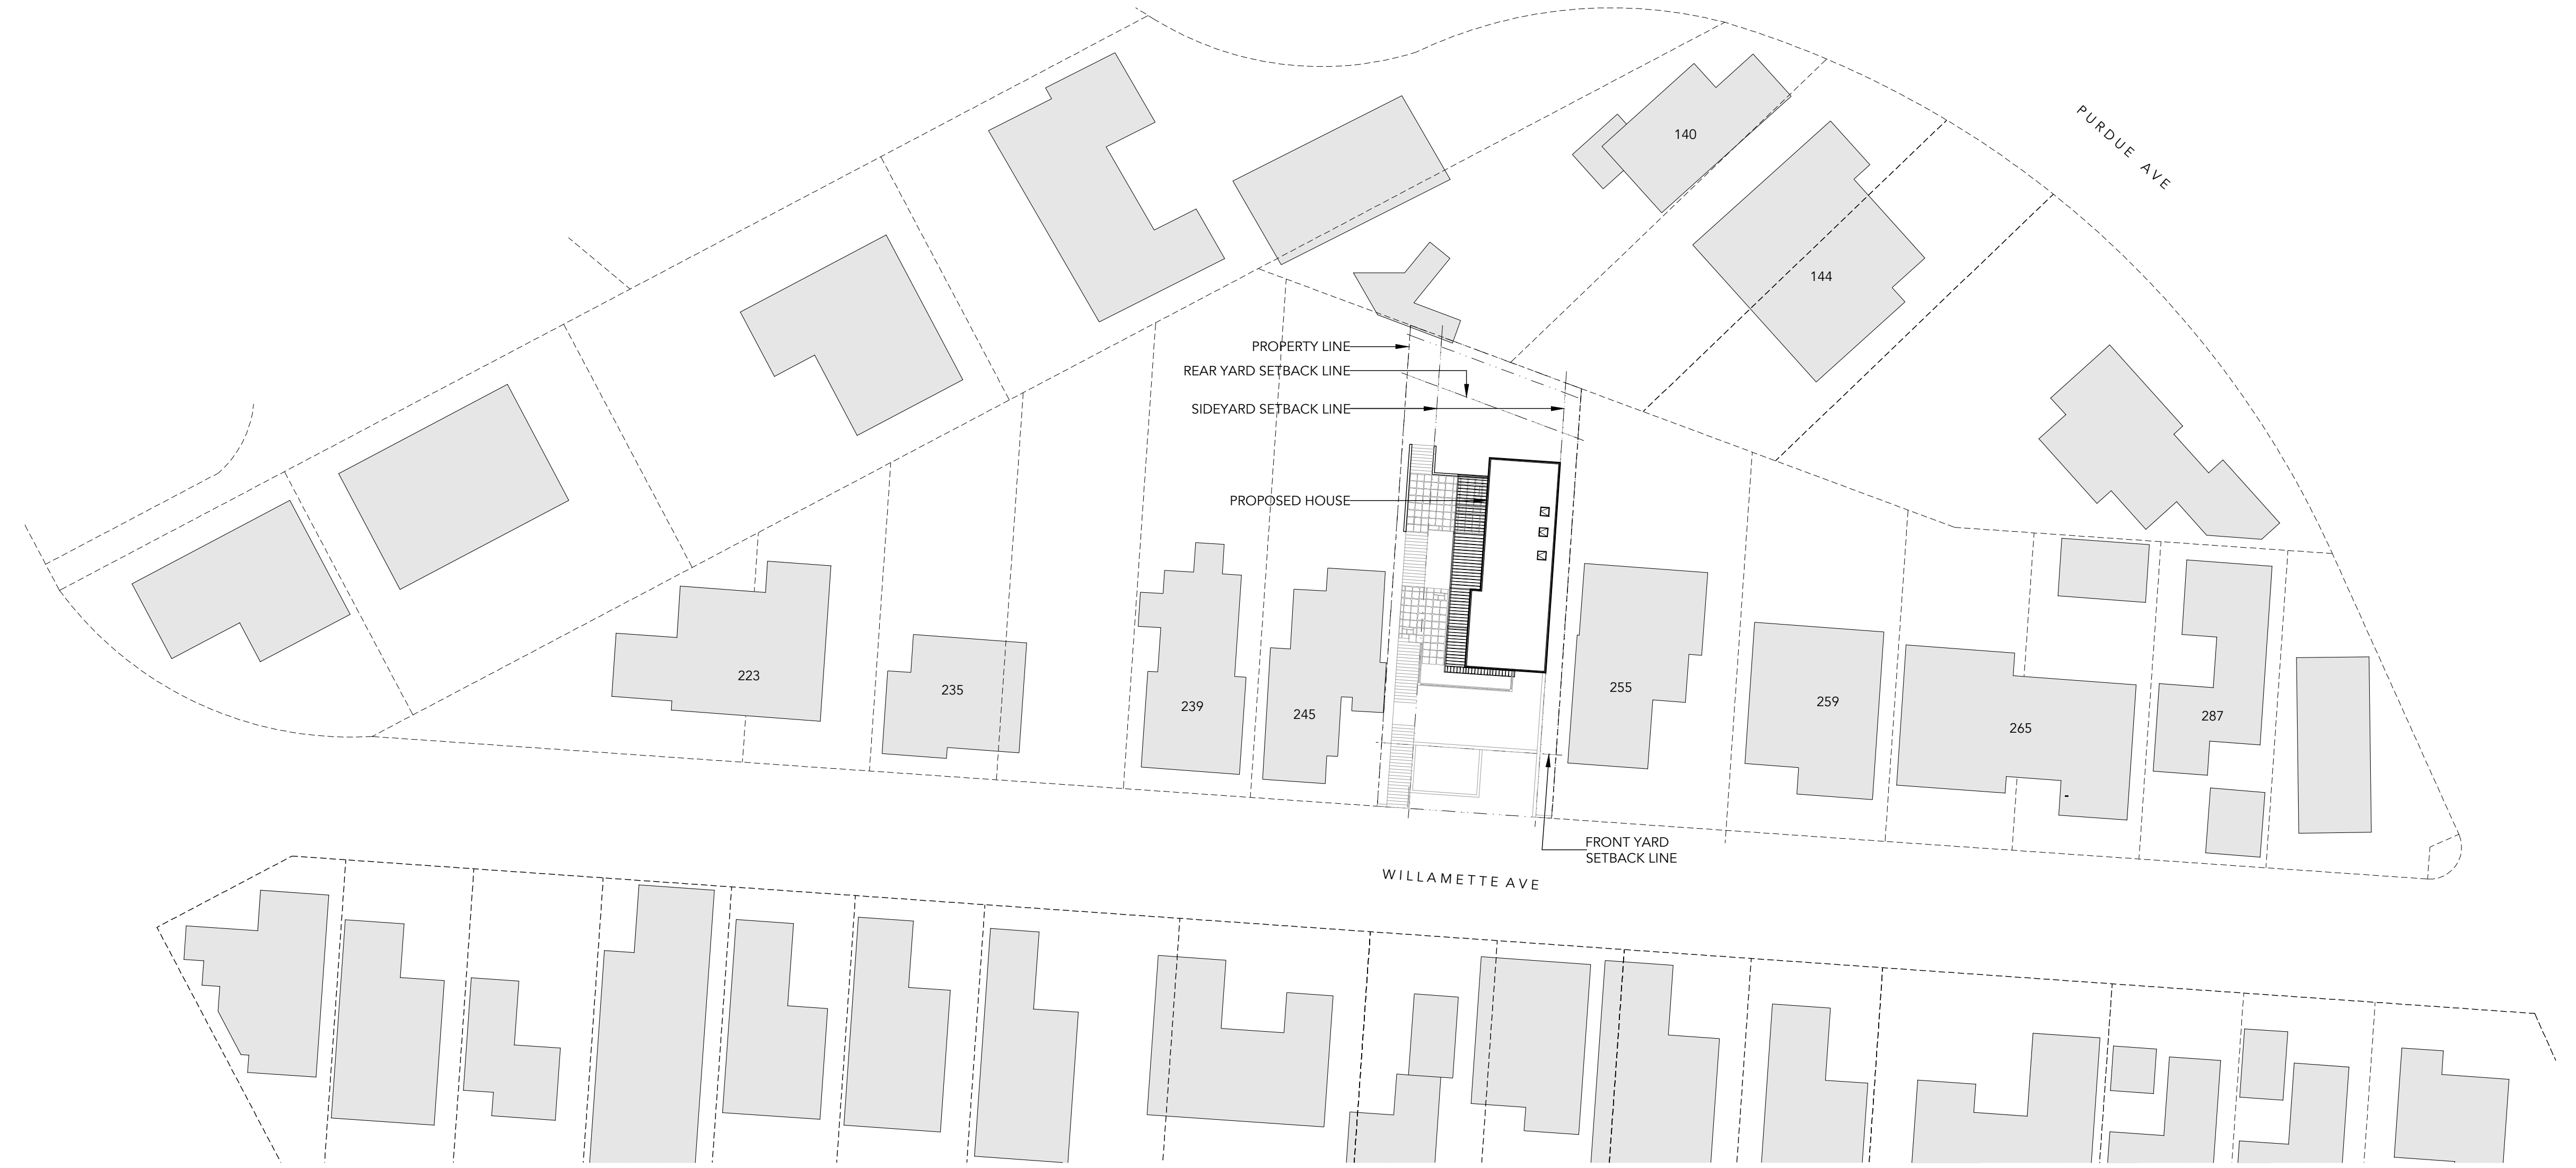 PURDUE AVE
140
144
PROPERTY LINE
REAR YARD SETBACK LINE
SIDEYARD SETBACK LINE
PROPOSED HOUSE
223
235
239
245
255
259
265
287
FRONT YARD
SETBACK LINE
WILLAMETTE AVE